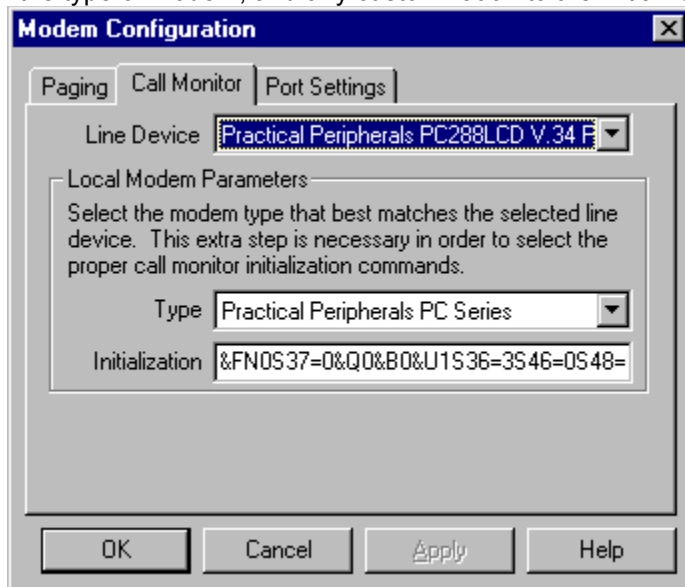 Modem Configuration
Paging
Call Monitor
Port Settings
Line Device
Practical Peripherals PC288LCD V.34 F
Local Modem Parameters
Select the modem type that best matches the selected line
device. This extra step is necessary in order to select the
proper call monitor initialization commands.
Type
Practical Peripherals PC Series
Initialization
&FN0S37=0&Q0&B0&U1S36=3S46=0S48=
OK
Cancel
Apply
Help